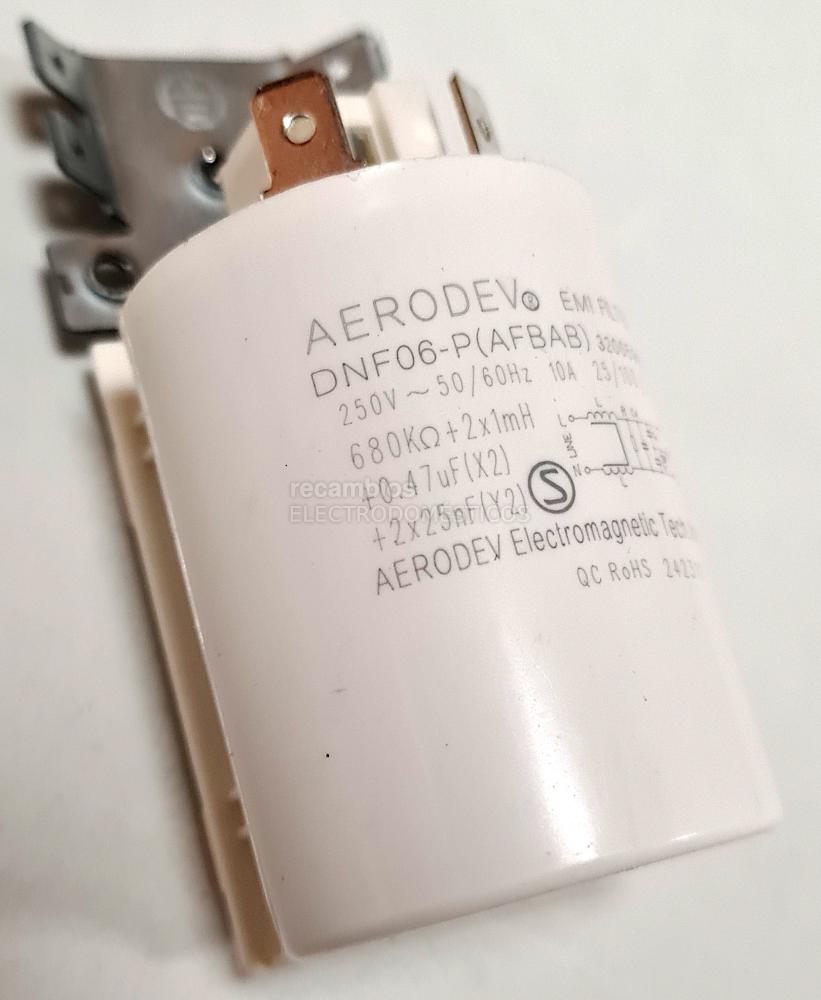 AERODEV® EMI
DNF06-P(AFBAB)
250V ~ 50/60Hz 10A
680KΩ+2x1mH
+0.47uF(X2)
+2x25nF(Y2)
L
L
LINE
N
L
S
AERODEV Electromagnetic
QC RoHS
recambios
ELECTRODOMESTICOS